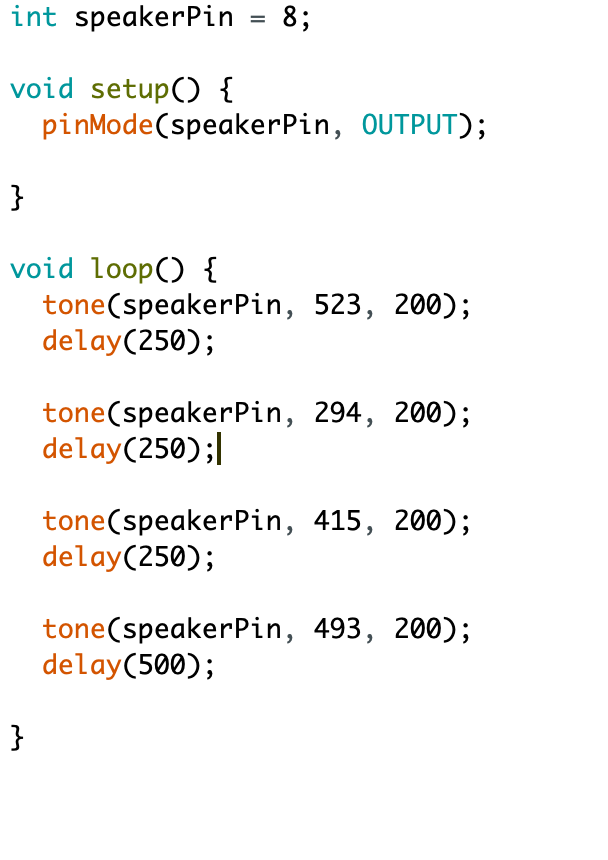 int speakerPin = 8;
void setup() {
  pinMode(speakerPin, OUTPUT);
}
void loop() {
  tone(speakerPin, 523, 200);
  delay(250);
  tone(speakerPin, 294, 200);
  delay(250);
  tone(speakerPin, 415, 200);
  delay(250);
  tone(speakerPin, 493, 200);
  delay(500);
}